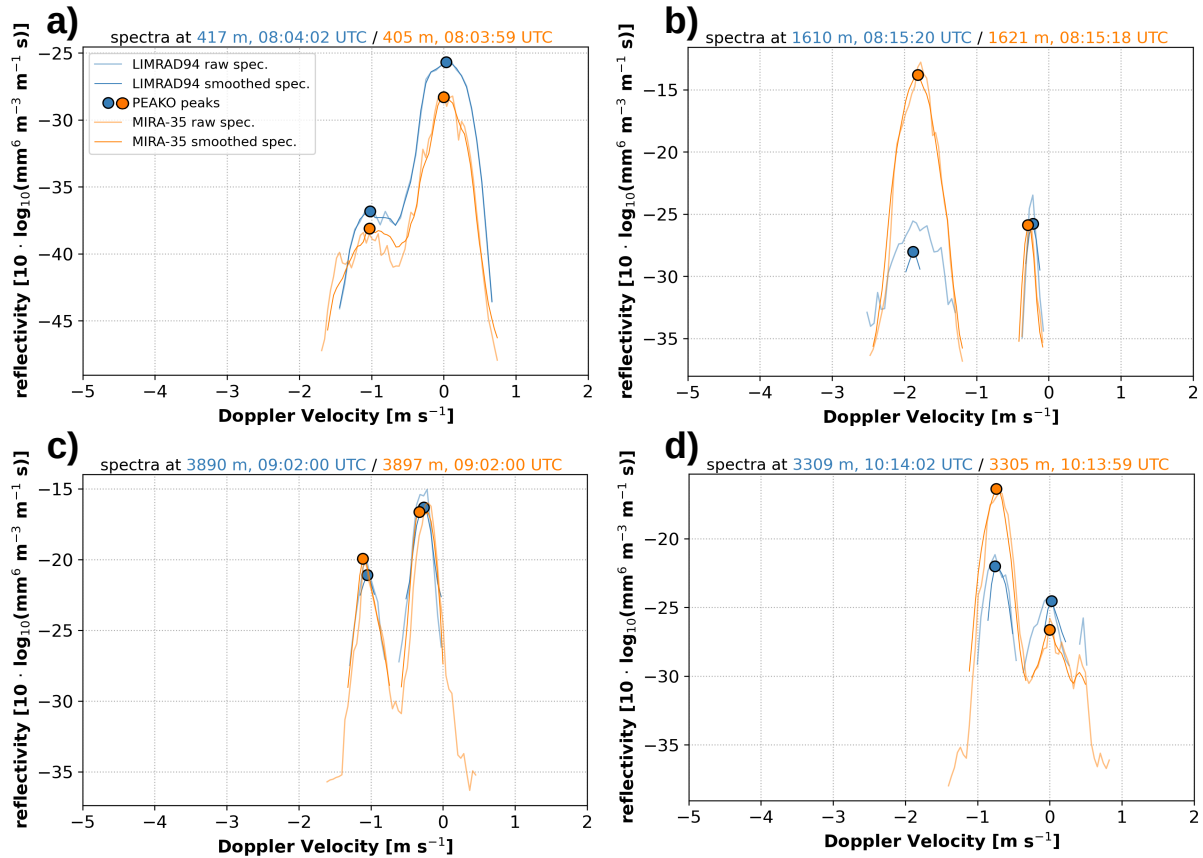 a)
spectra at 417 m, 08:04:02 UTC / 405 m, 08:03:59 UTC
reflectivity [10 · log₁₀(mm⁶ m⁻³ m⁻¹ s)]
−25
−30
−35
−40
−45
LIMRAD94 raw spec.
LIMRAD94 smoothed spec.
PEAKO peaks
MIRA-35 raw spec.
MIRA-35 smoothed spec.
−5 −4 −3 −2 −1 0 1 2
Doppler Velocity [m s⁻¹]
b)
spectra at 1610 m, 08:15:20 UTC / 1621 m, 08:15:18 UTC
reflectivity [10 · log₁₀(mm⁶ m⁻³ m⁻¹ s)]
−15
−20
−25
−30
−35
−5 −4 −3 −2 −1 0 1 2
Doppler Velocity [m s⁻¹]
c)
spectra at 3890 m, 09:02:00 UTC / 3897 m, 09:02:00 UTC
reflectivity [10 · log₁₀(mm⁶ m⁻³ m⁻¹ s)]
−15
−20
−25
−30
−35
−5 −4 −3 −2 −1 0 1 2
Doppler Velocity [m s⁻¹]
d)
spectra at 3309 m, 10:14:02 UTC / 3305 m, 10:13:59 UTC
reflectivity [10 · log₁₀(mm⁶ m⁻³ m⁻¹ s)]
−20
−25
−30
−35
−5 −4 −3 −2 −1 0 1 2
Doppler Velocity [m s⁻¹]